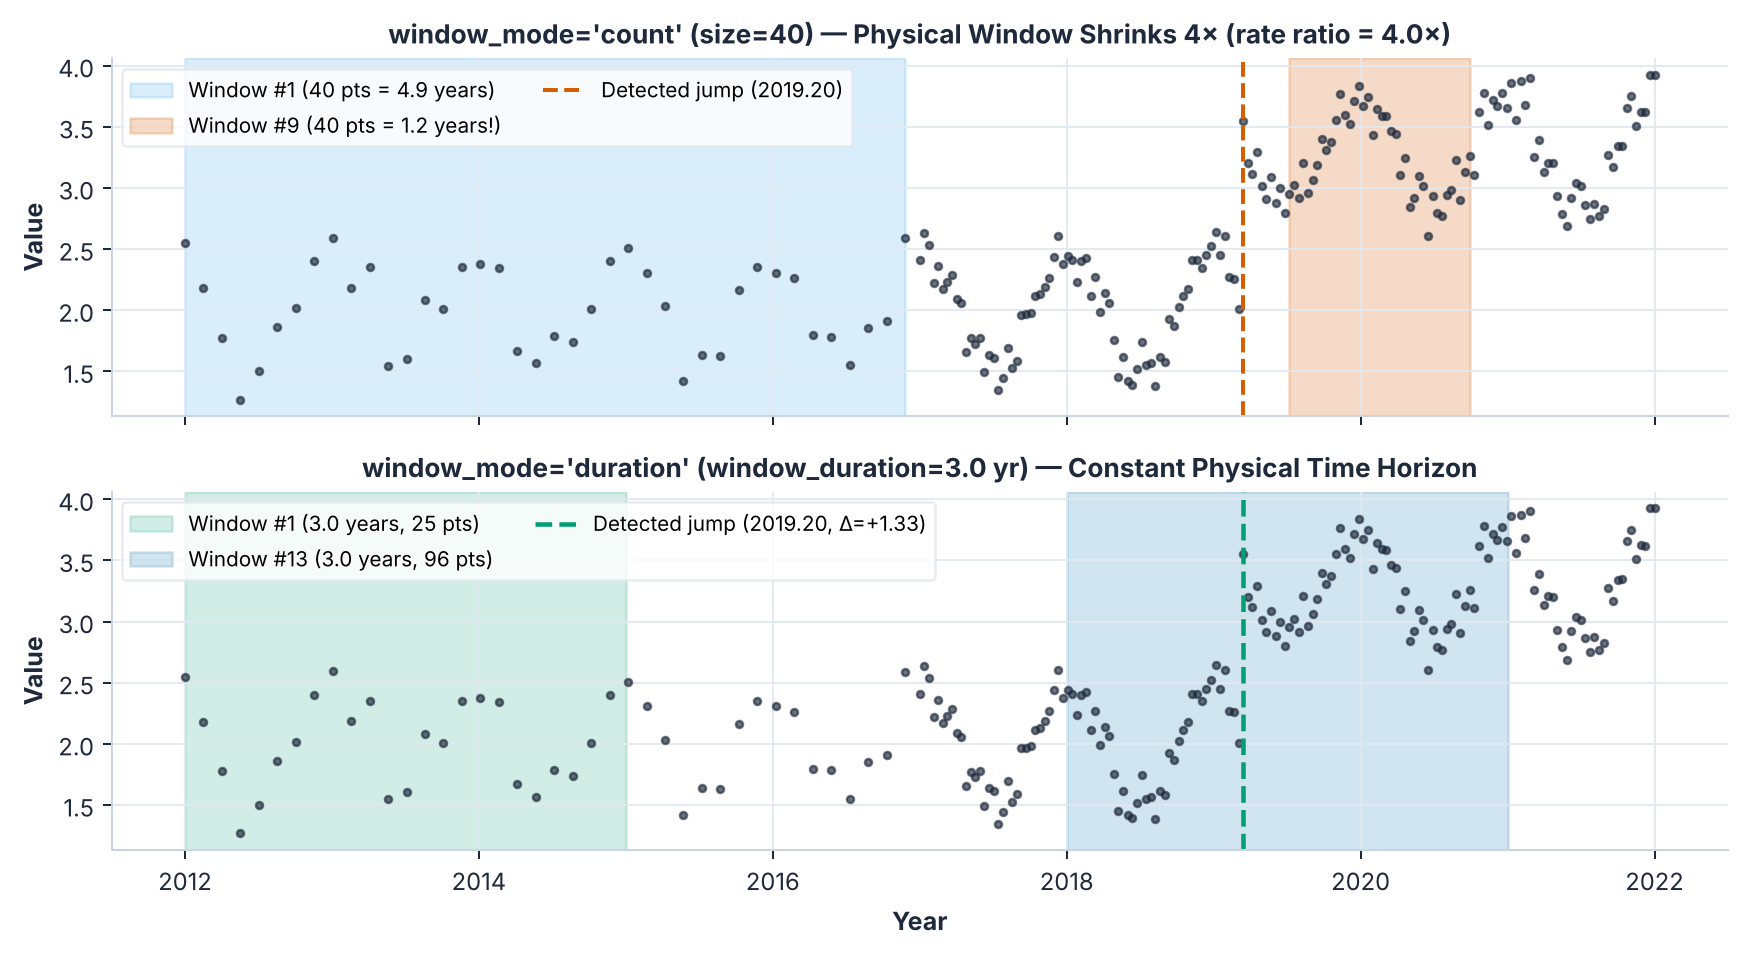 window_mode='count' (size=40) — Physical Window Shrinks 4× (rate ratio = 4.0×)
Value
4.0
3.5
3.0
2.5
2.0
1.5
Window #1 (40 pts = 4.9 years)
Window #9 (40 pts = 1.2 years!)
Detected jump (2019.20)
window_mode='duration' (window_duration=3.0 yr) — Constant Physical Time Horizon
Value
4.0
3.5
3.0
2.5
2.0
1.5
Window #1 (3.0 years, 25 pts)
Window #13 (3.0 years, 96 pts)
Detected jump (2019.20, Δ=+1.33)
2012 2014 2016 2018 2020 2022
Year